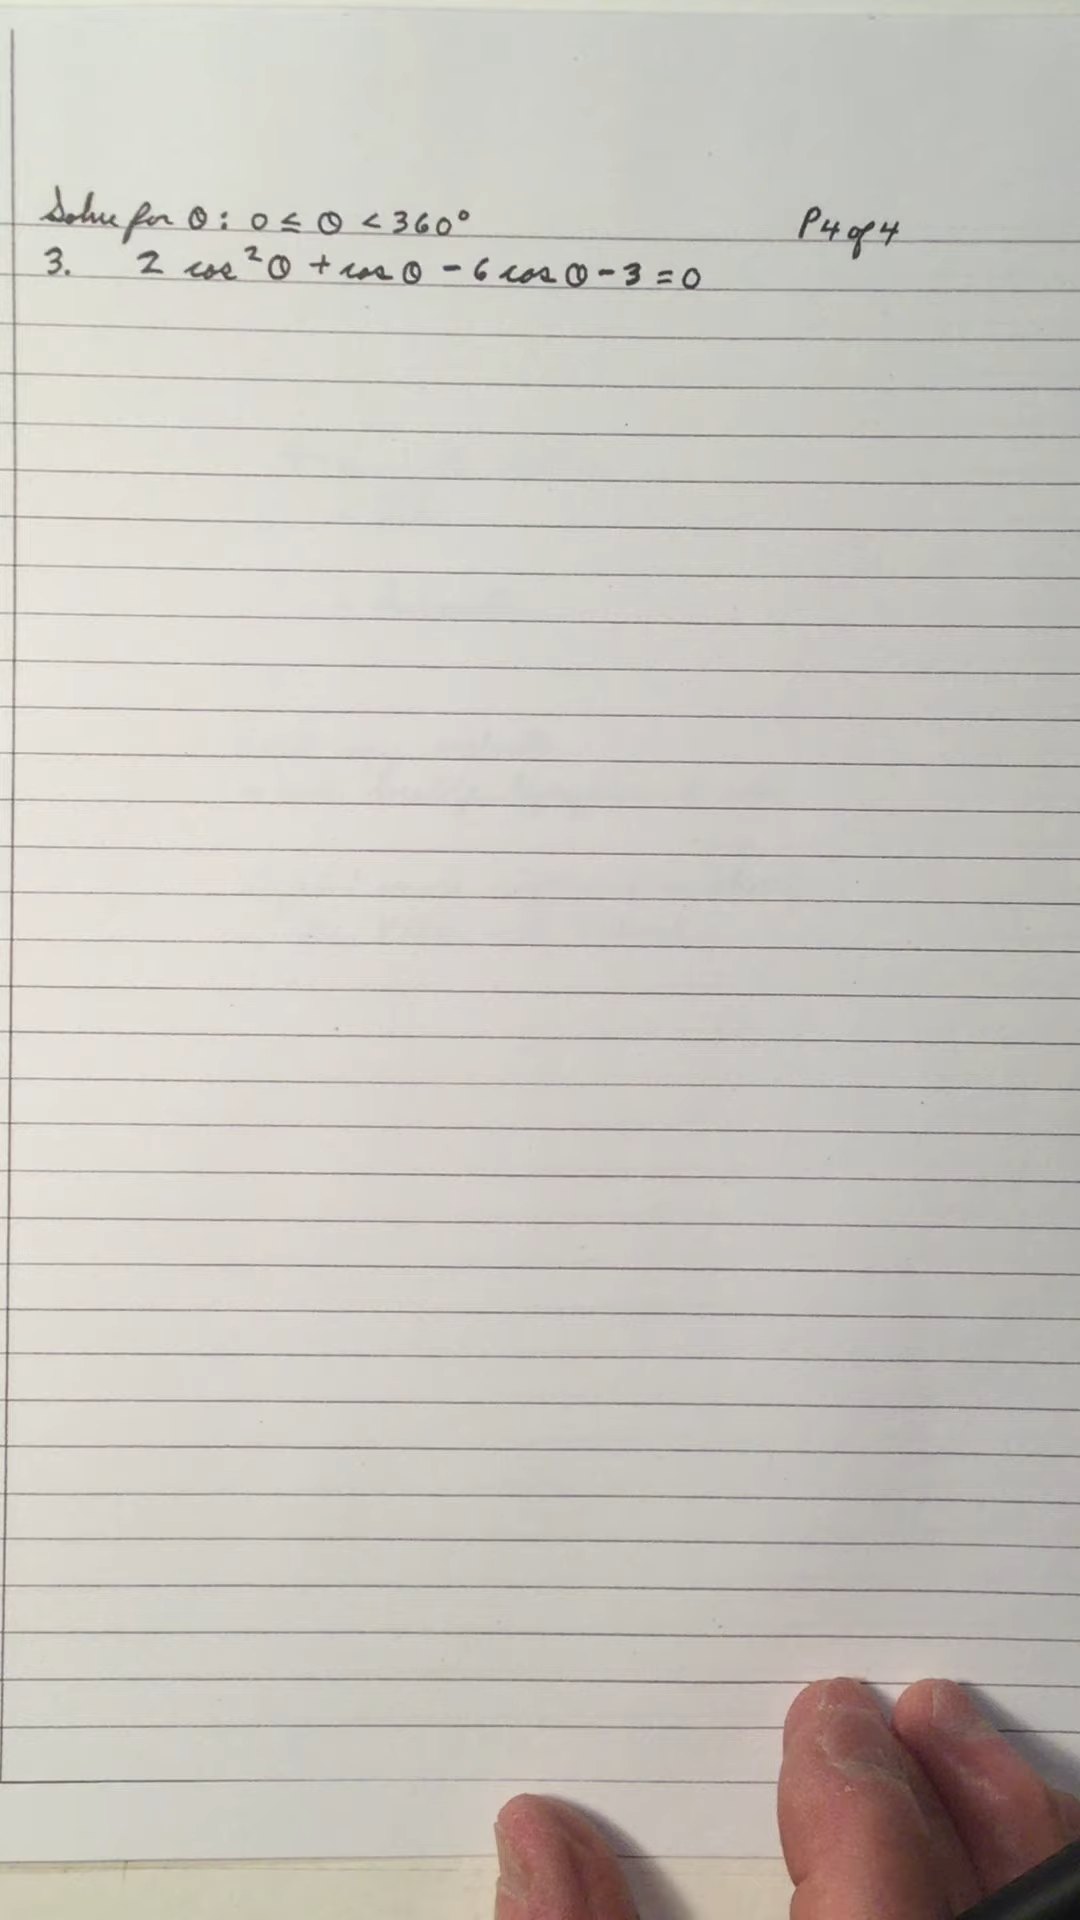 Solve for θ: 0 ≤ θ < 360° P4 of 4
3. 2 cos²θ + cos θ - 6 cos θ - 3 = 0